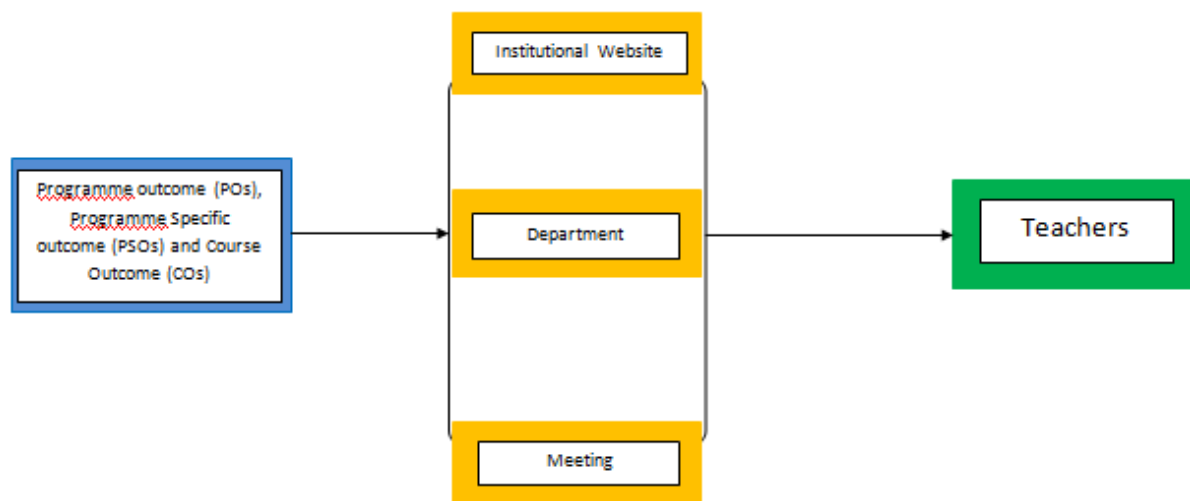 Institutional Website
Programme outcome (POs),
Programme Specific
outcome (PSOs) and Course
Outcome (COs)
Department
Teachers
Meeting